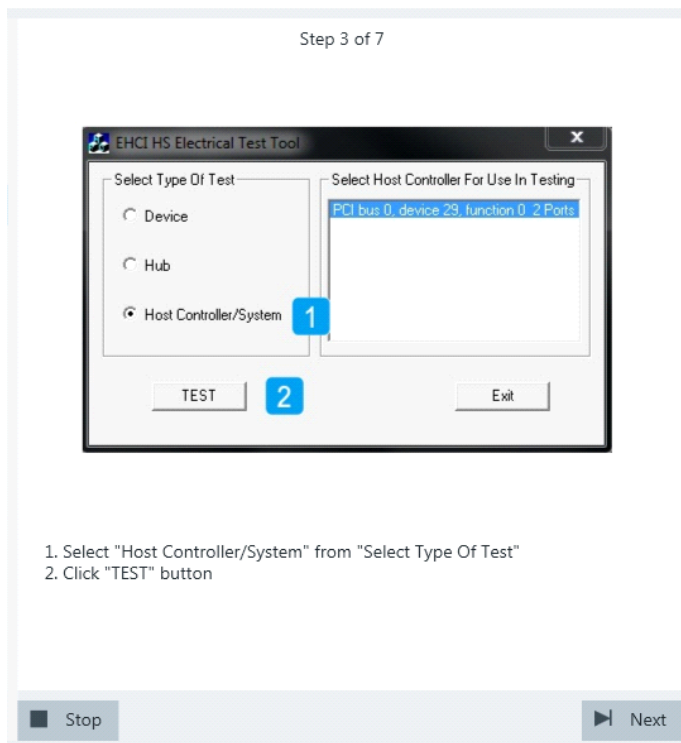 Step 3 of 7
EHCI HS Electrical Test Tool
x
Select Type Of Test
Device
Hub
Host Controller/System
1
Select Host Controller For Use In Testing
PCI bus 0, device 29, function 0  2 Ports
TEST
2
Exit
1. Select "Host Controller/System" from "Select Type Of Test"
2. Click "TEST" button
Stop
Next